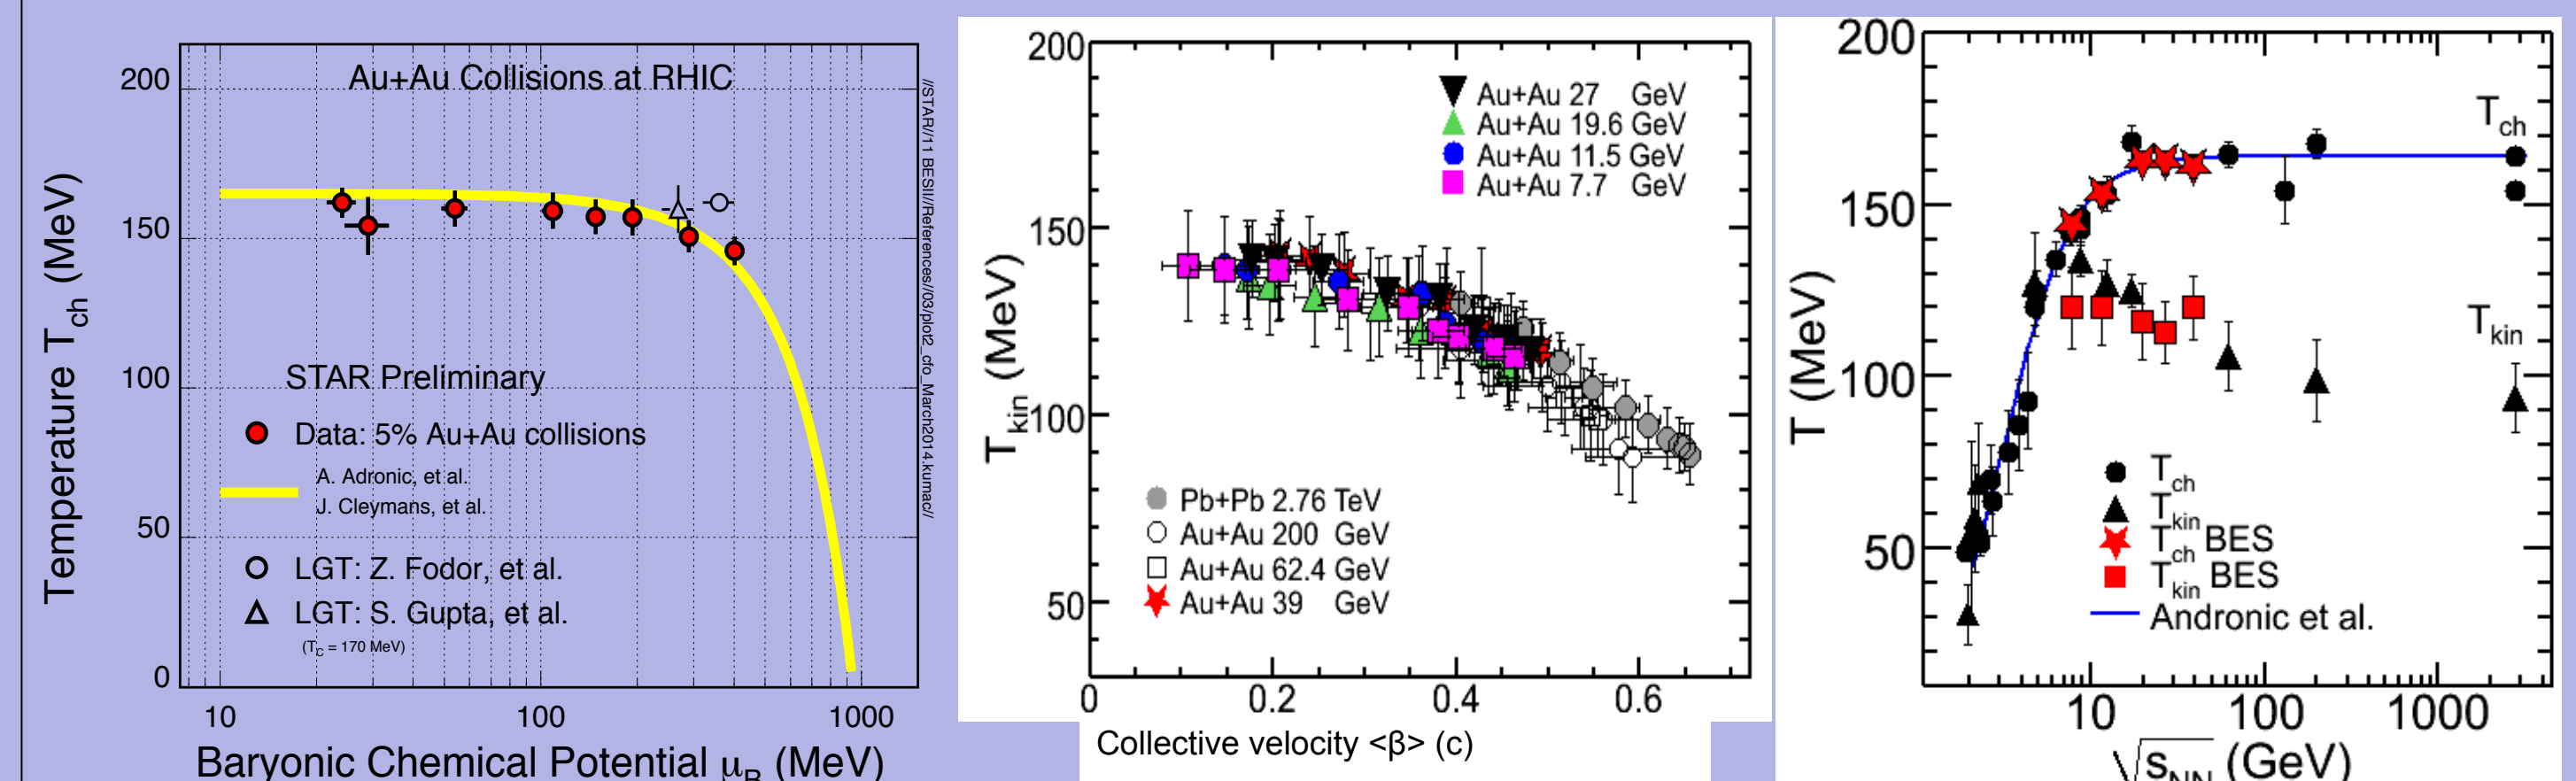 Au+Au Collisions at RHIC
200
150
100
50
0
Temperature T_ch (MeV)
STAR Preliminary
Data: 5% Au+Au collisions
A. Adronic, et al.
J. Cleymans, et al.
LGT: Z. Fodor, et al.
LGT: S. Gupta, et al.
(T_C = 170 MeV)
10 100 1000
Baryonic Chemical Potential μ_B (MeV)
//STAR//11 BESII//References//03/plot2_cfo_March2014.kumac//
200
150
100
50
T_kin (MeV)
Au+Au 27 GeV
Au+Au 19.6 GeV
Au+Au 11.5 GeV
Au+Au 7.7 GeV
Pb+Pb 2.76 TeV
Au+Au 200 GeV
Au+Au 62.4 GeV
Au+Au 39 GeV
0 0.2 0.4 0.6
Collective velocity <β> (c)
200
150
100
50
T (MeV)
T_ch
T_kin
T_ch
T_kin
T_ch BES
T_kin BES
Andronic et al.
10 100 1000
√s_NN (GeV)